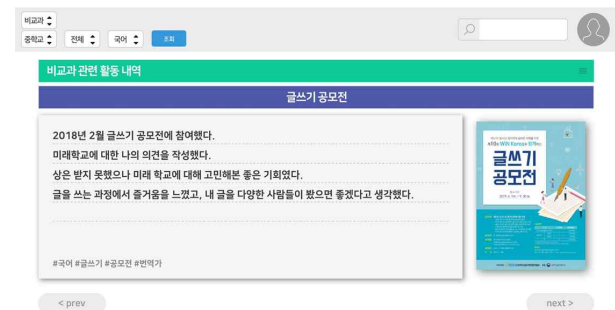 비교과
중학교 전체 국어 조회
비교과 관련 활동 내역
글쓰기 공모전
2018년 2월 글쓰기 공모전에 참여했다.
미래학교에 대한 나의 의견을 작성했다.
상은 받지 못했으나 미래 학교에 대해 고민해본 좋은 기회였다.
글을 쓰는 과정에서 즐거움을 느꼈고, 내 글을 다양한 사람들이 봤으면 좋겠다고 생각했다.
#국어 #글쓰기 #공모전 #번역가
글쓰기
공모전
< prev
next >